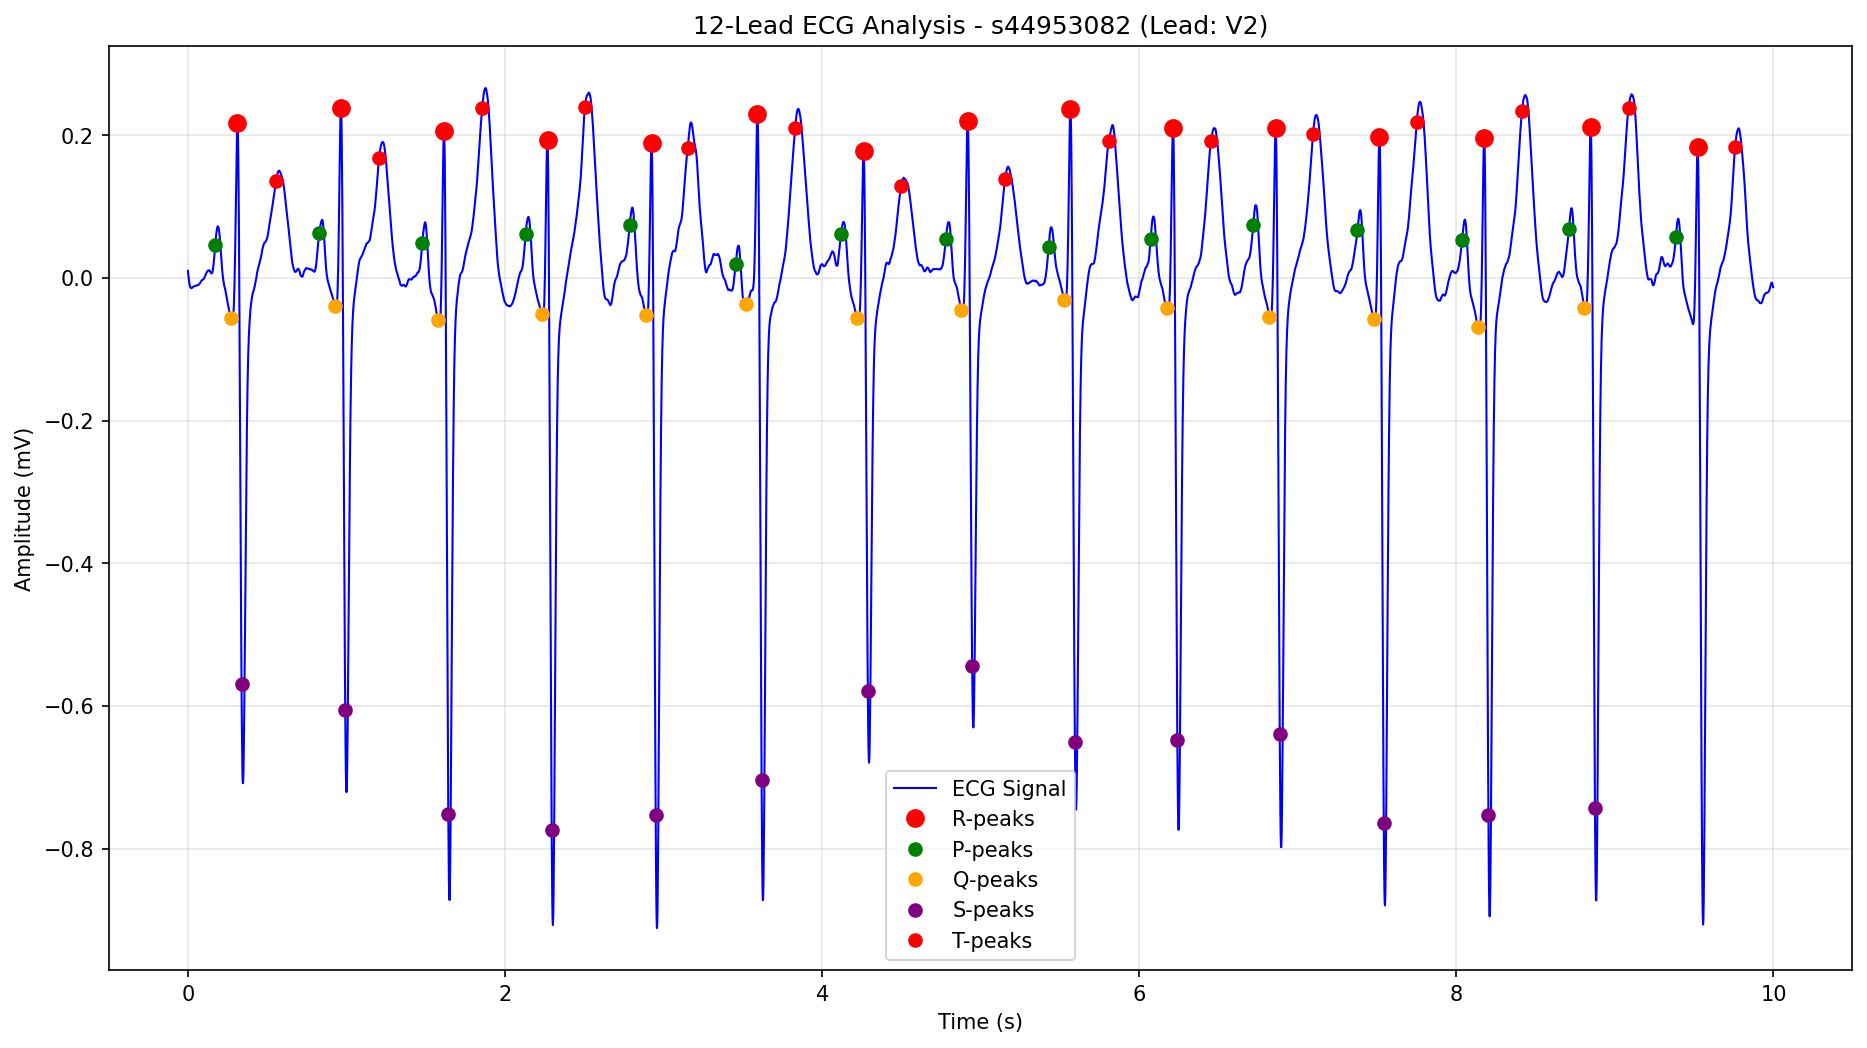 12-Lead ECG Analysis - s44953082 (Lead: V2)
Amplitude (mV)
0.2
0.0
−0.2
−0.4
−0.6
−0.8
ECG Signal
R-peaks
P-peaks
Q-peaks
S-peaks
T-peaks
0 2 4 6 8 10
Time (s)